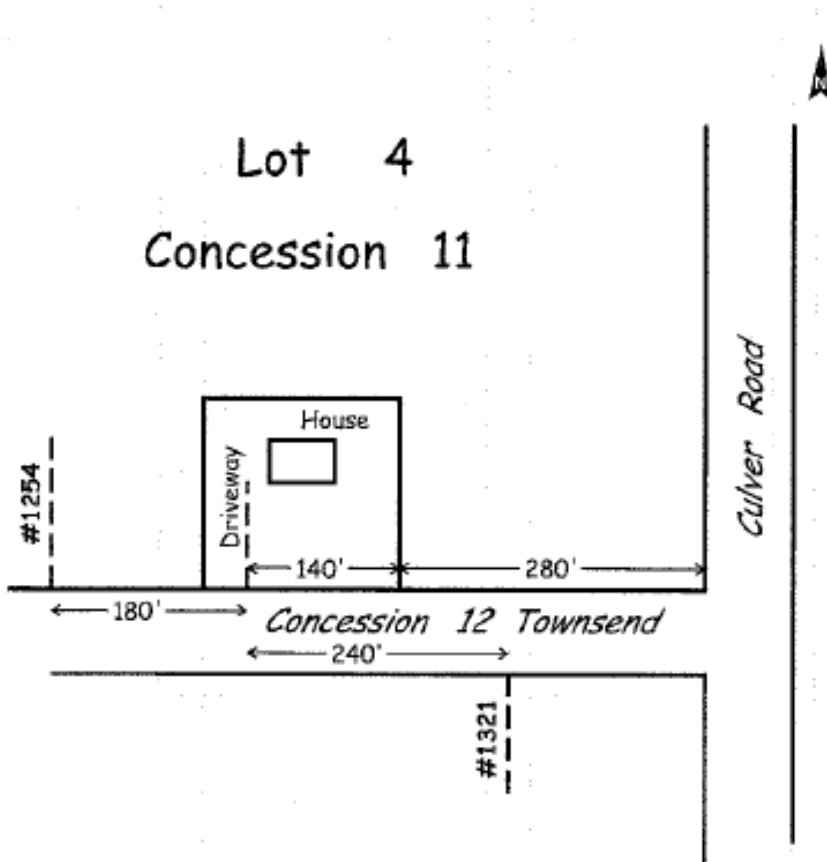 N
Lot 4
Concession 11
Culver Road
House
Driveway
#1254
140'
280'
180'
Concession 12 Townsend
240'
#1321